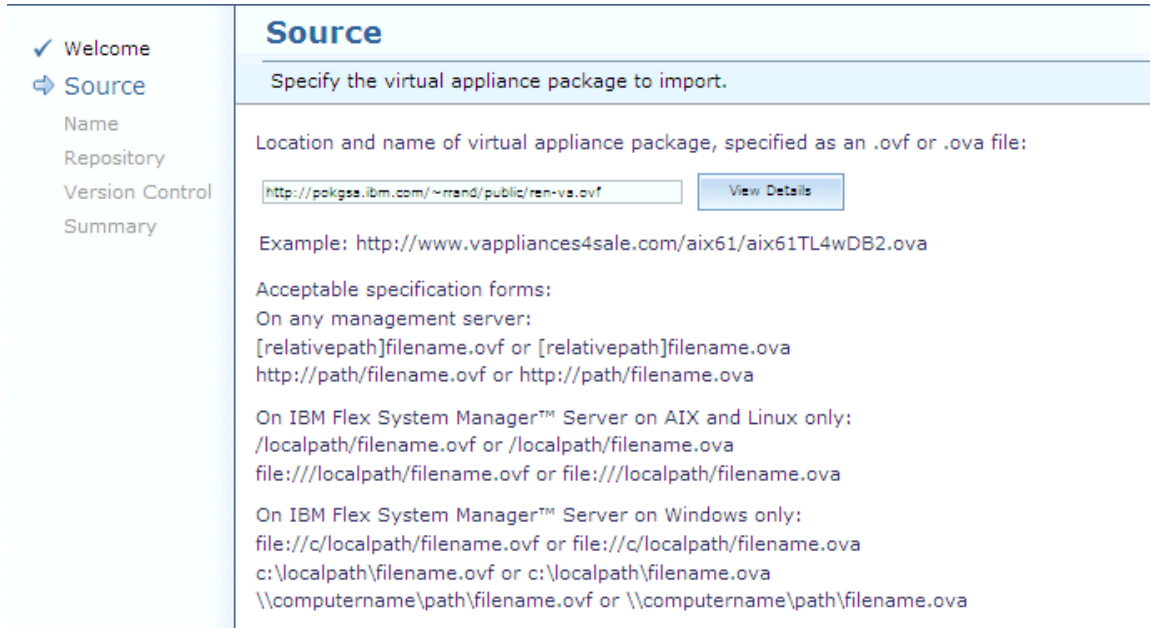 Welcome
Source
Name
Repository
Version Control
Summary
Source
Specify the virtual appliance package to import.
Location and name of virtual appliance package, specified as an .ovf or .ova file:
http://pokgsa.ibm.com/~rrand/public/ren-va.ovf
View Details
Example: http://www.vappliances4sale.com/aix61/aix61TL4wDB2.ova
Acceptable specification forms:
On any management server:
[relativepath]filename.ovf or [relativepath]filename.ova
http://path/filename.ovf or http://path/filename.ova
On IBM Flex System Manager™ Server on AIX and Linux only:
/localpath/filename.ovf or /localpath/filename.ova
file:///localpath/filename.ovf or file:///localpath/filename.ova
On IBM Flex System Manager™ Server on Windows only:
file://c/localpath/filename.ovf or file://c/localpath/filename.ova
c:\localpath\filename.ovf or c:\localpath\filename.ova
\\computername\path\filename.ovf or \\computername\path\filename.ova